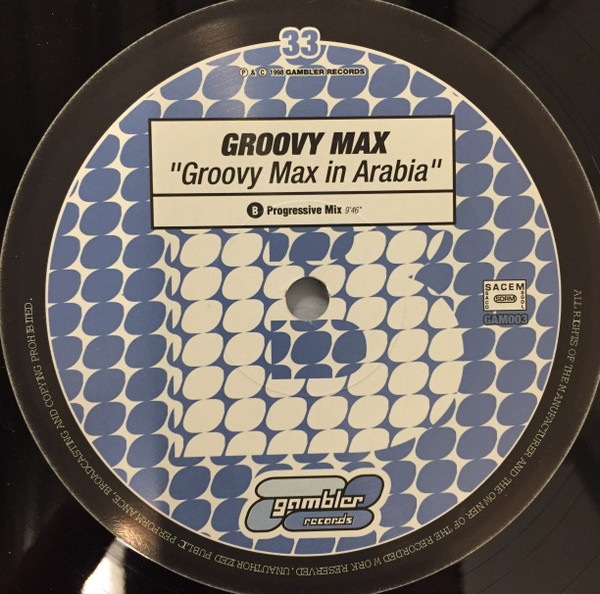 33
℗ & © 1998 GAMBLER RECORDS
GROOVY MAX
"Groovy Max in Arabia"
B Progressive Mix 9'46"
SACEM
SACD
SDRM
SGDL
GAM003
gambler
records
ALL RIGHTS OF THE MANUFACTURER AND THE OWNER OF THE RECORDED WORK RESERVED. UNAUTHORIZED PUBLIC PERFORMANCE, BROADCASTING AND COPYING PROHIBITED.